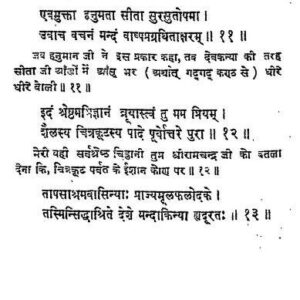 एवमुक्ता हनुमता सीता सुरसुतोपमा ।
उवाच वचनं मन्दं बाष्पप्रग्रथिताक्षरम् ॥ ११ ॥
जब हनुमान जी ने इस प्रकार कहा, तब देवकन्या की तरह
सीता जी आँखों में आँसू भर (अर्थात् गद्गद् कण्ठ से) धीरे
धीरे बोलीं ॥ ११ ॥
इदं श्रेष्ठमभिज्ञानं ब्रूयास्त्वं तु मम प्रियम् ।
शैलस्य चित्रकूटस्य पादे पूर्वोत्तरे पुरा ॥ १२ ॥
मेरी यही सर्वश्रेष्ठ चिह्नानी तुम श्रीरामचन्द्र जी को बतला
देना कि, चित्रकूट पर्वत के ईशान कोण पर ॥ १२ ॥
तापसाश्रमवासिन्याः प्राज्यमूलफलोदके ।
तस्मिन्सिद्धाश्रिते देशे मन्दाकिन्या ह्यदूरतः ॥ १३ ॥